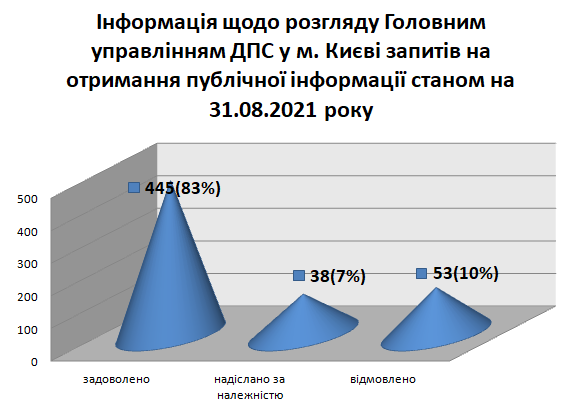 Інформація щодо розгляду Головним
управлінням ДПС у м. Києві запитів на
отримання публічної інформації станом на
31.08.2021 року
445(83%)
38(7%)
53(10%)
500
400
300
200
100
0
задоволено
надіслано за
належністю
відмовлено